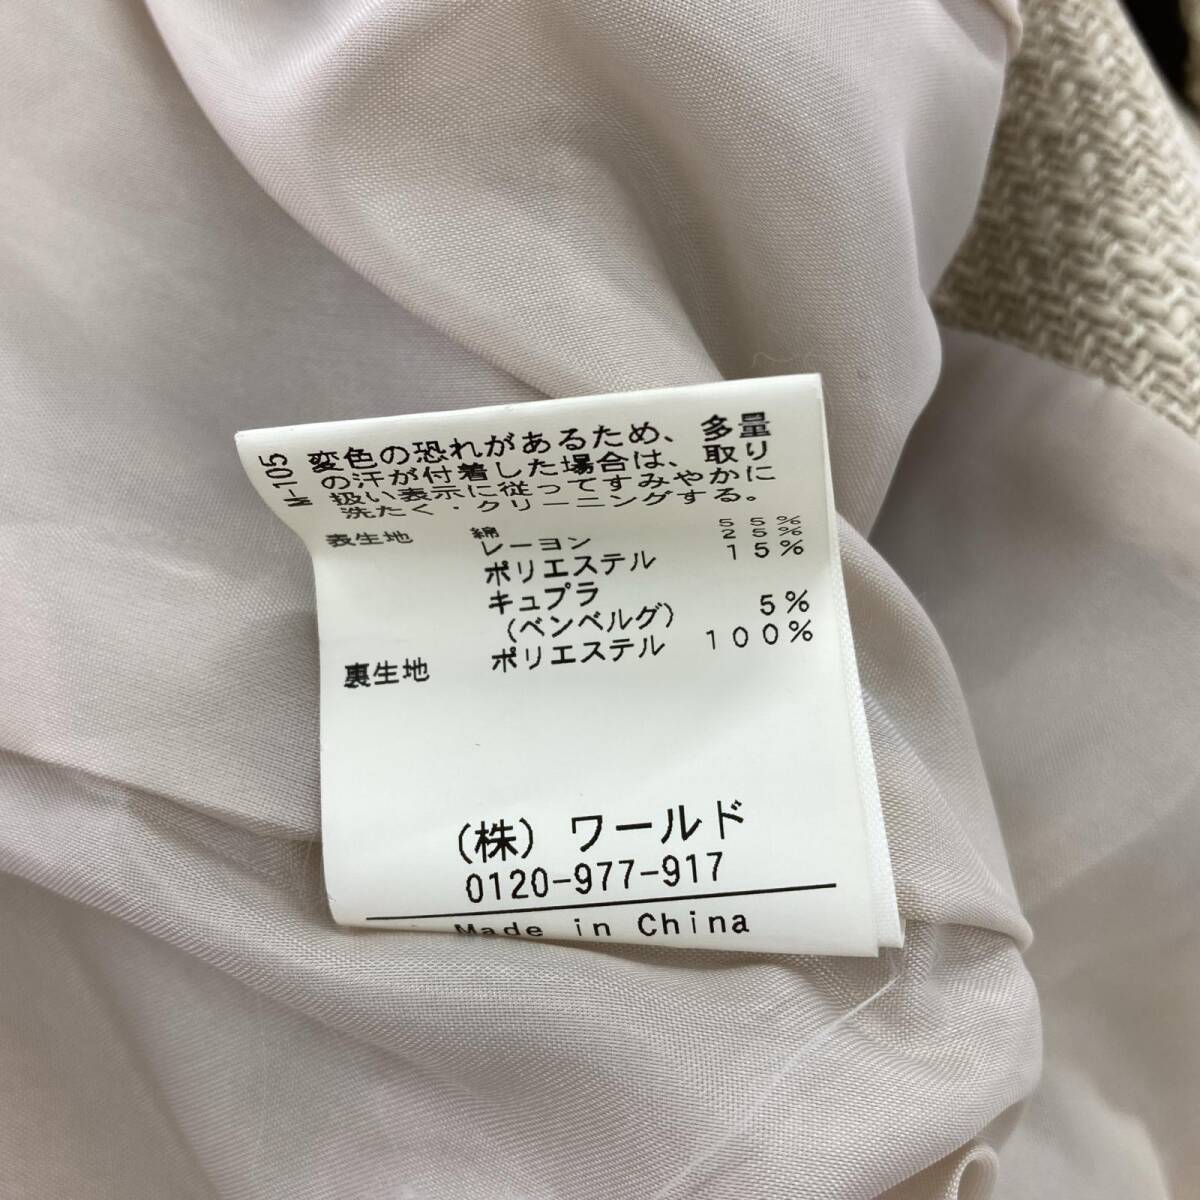 N-105
変色の恐れがあるため、多量
の汗が付着した場合は、取り
扱い表示に従ってすみやかに
洗たく・クリーニングする。
表生地 綿 55%
レーヨン 25%
ポリエステル 15%
キュプラ
(ベンベルグ) 5%
裏生地 ポリエステル 100%
(株) ワールド
0120-977-917
Made in China